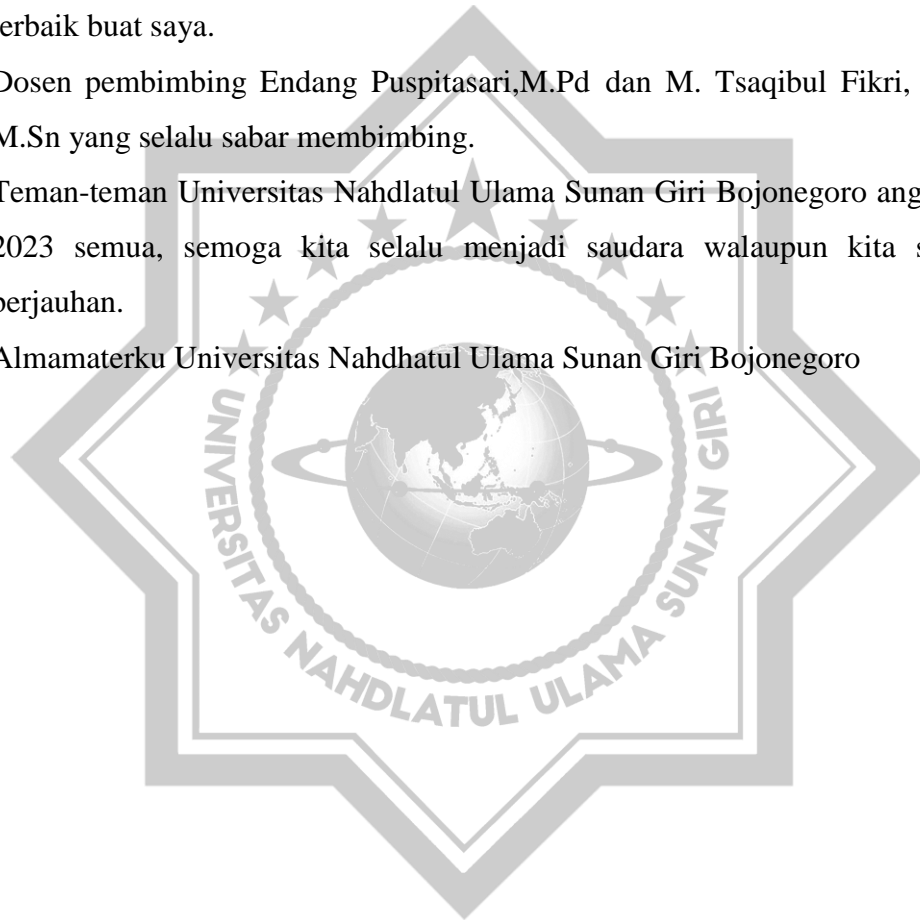 terbaik buat saya.
Dosen pembimbing Endang Puspitasari,M.Pd dan M. Tsaqibul Fikri,
M.Sn yang selalu sabar membimbing.
Teman-teman Universitas Nahdlatul Ulama Sunan Giri Bojonegoro ang
2023 semua, semoga kita selalu menjadi saudara walaupun kita s
berjauhan.
Almamaterku Universitas Nahdhatul Ulama Sunan Giri Bojonegoro
UNIVERSITAS NAHDLATUL ULAMA SUNAN GIRI